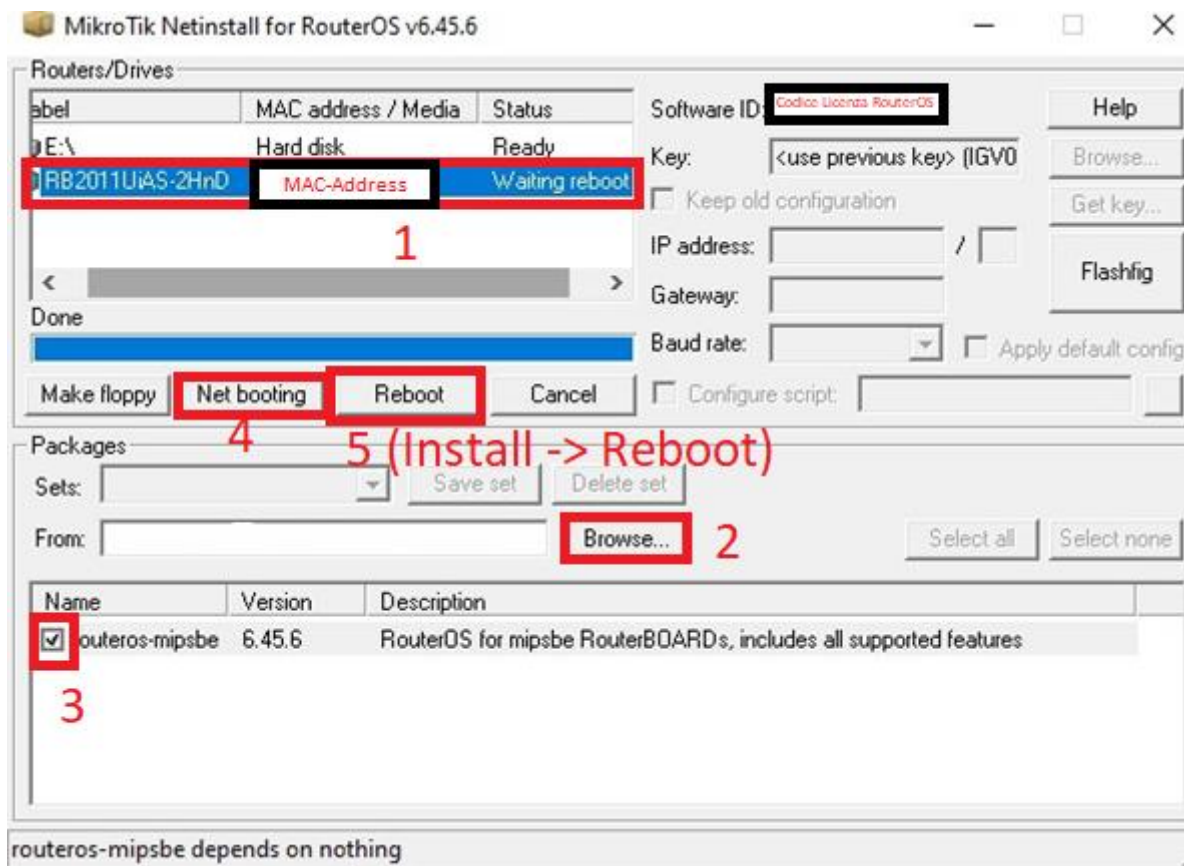 MikroTik Netinstall for RouterOS v6.45.6
Routers/Drives
abel MAC address / Media Status
E:\ Hard disk Ready
RB2011UiAS-2HnD MAC-Address Waiting reboot
1
Done
Make floppy Net booting Reboot Cancel
4
5 (Install -> Reboot)
Software ID: Codice Licenza RouterOS Help
Key: <use previous key> (IGV0 Browse...
Keep old configuration Get key...
IP address: /
Gateway: Flashfig
Baud rate: Apply default config
Configure script:
Packages
Sets: Save set Delete set
From: Browse... 2 Select all Select none
Name Version Description
routeros-mipsbe 6.45.6 RouterOS for mipsbe RouterBOARDs, includes all supported features
3
routeros-mipsbe depends on nothing